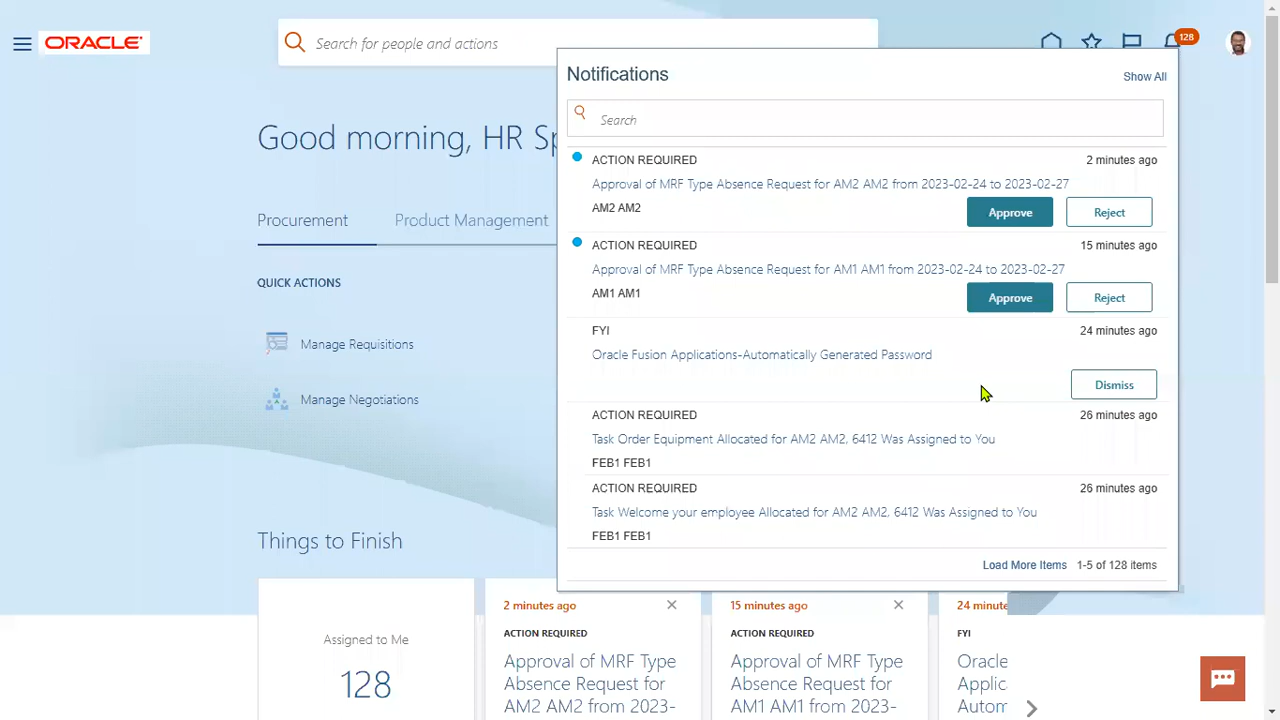 ORACLE
Search for people and actions
128
Notifications
Show All
Search
Good morning, HR Sp
Procurement
Product Management
QUICK ACTIONS
Manage Requisitions
Manage Negotiations
ACTION REQUIRED
2 minutes ago
Approval of MRF Type Absence Request for AM2 AM2 from 2023-02-24 to 2023-02-27
AM2 AM2
Approve
Reject
ACTION REQUIRED
15 minutes ago
Approval of MRF Type Absence Request for AM1 AM1 from 2023-02-24 to 2023-02-27
AM1 AM1
Approve
Reject
FYI
24 minutes ago
Oracle Fusion Applications-Automatically Generated Password
Dismiss
ACTION REQUIRED
26 minutes ago
Task Order Equipment Allocated for AM2 AM2, 6412 Was Assigned to You
FEB1 FEB1
ACTION REQUIRED
26 minutes ago
Task Welcome your employee Allocated for AM2 AM2, 6412 Was Assigned to You
FEB1 FEB1
Load More Items
1-5 of 128 items
Things to Finish
Assigned to Me
128
2 minutes ago
ACTION REQUIRED
Approval of MRF Type
Absence Request for
AM2 AM2 from 2023-
15 minutes ago
ACTION REQUIRED
Approval of MRF Type
Absence Request for
AM1 AM1 from 2023-
24 minute
FYI
Oracle
Applic
Autom